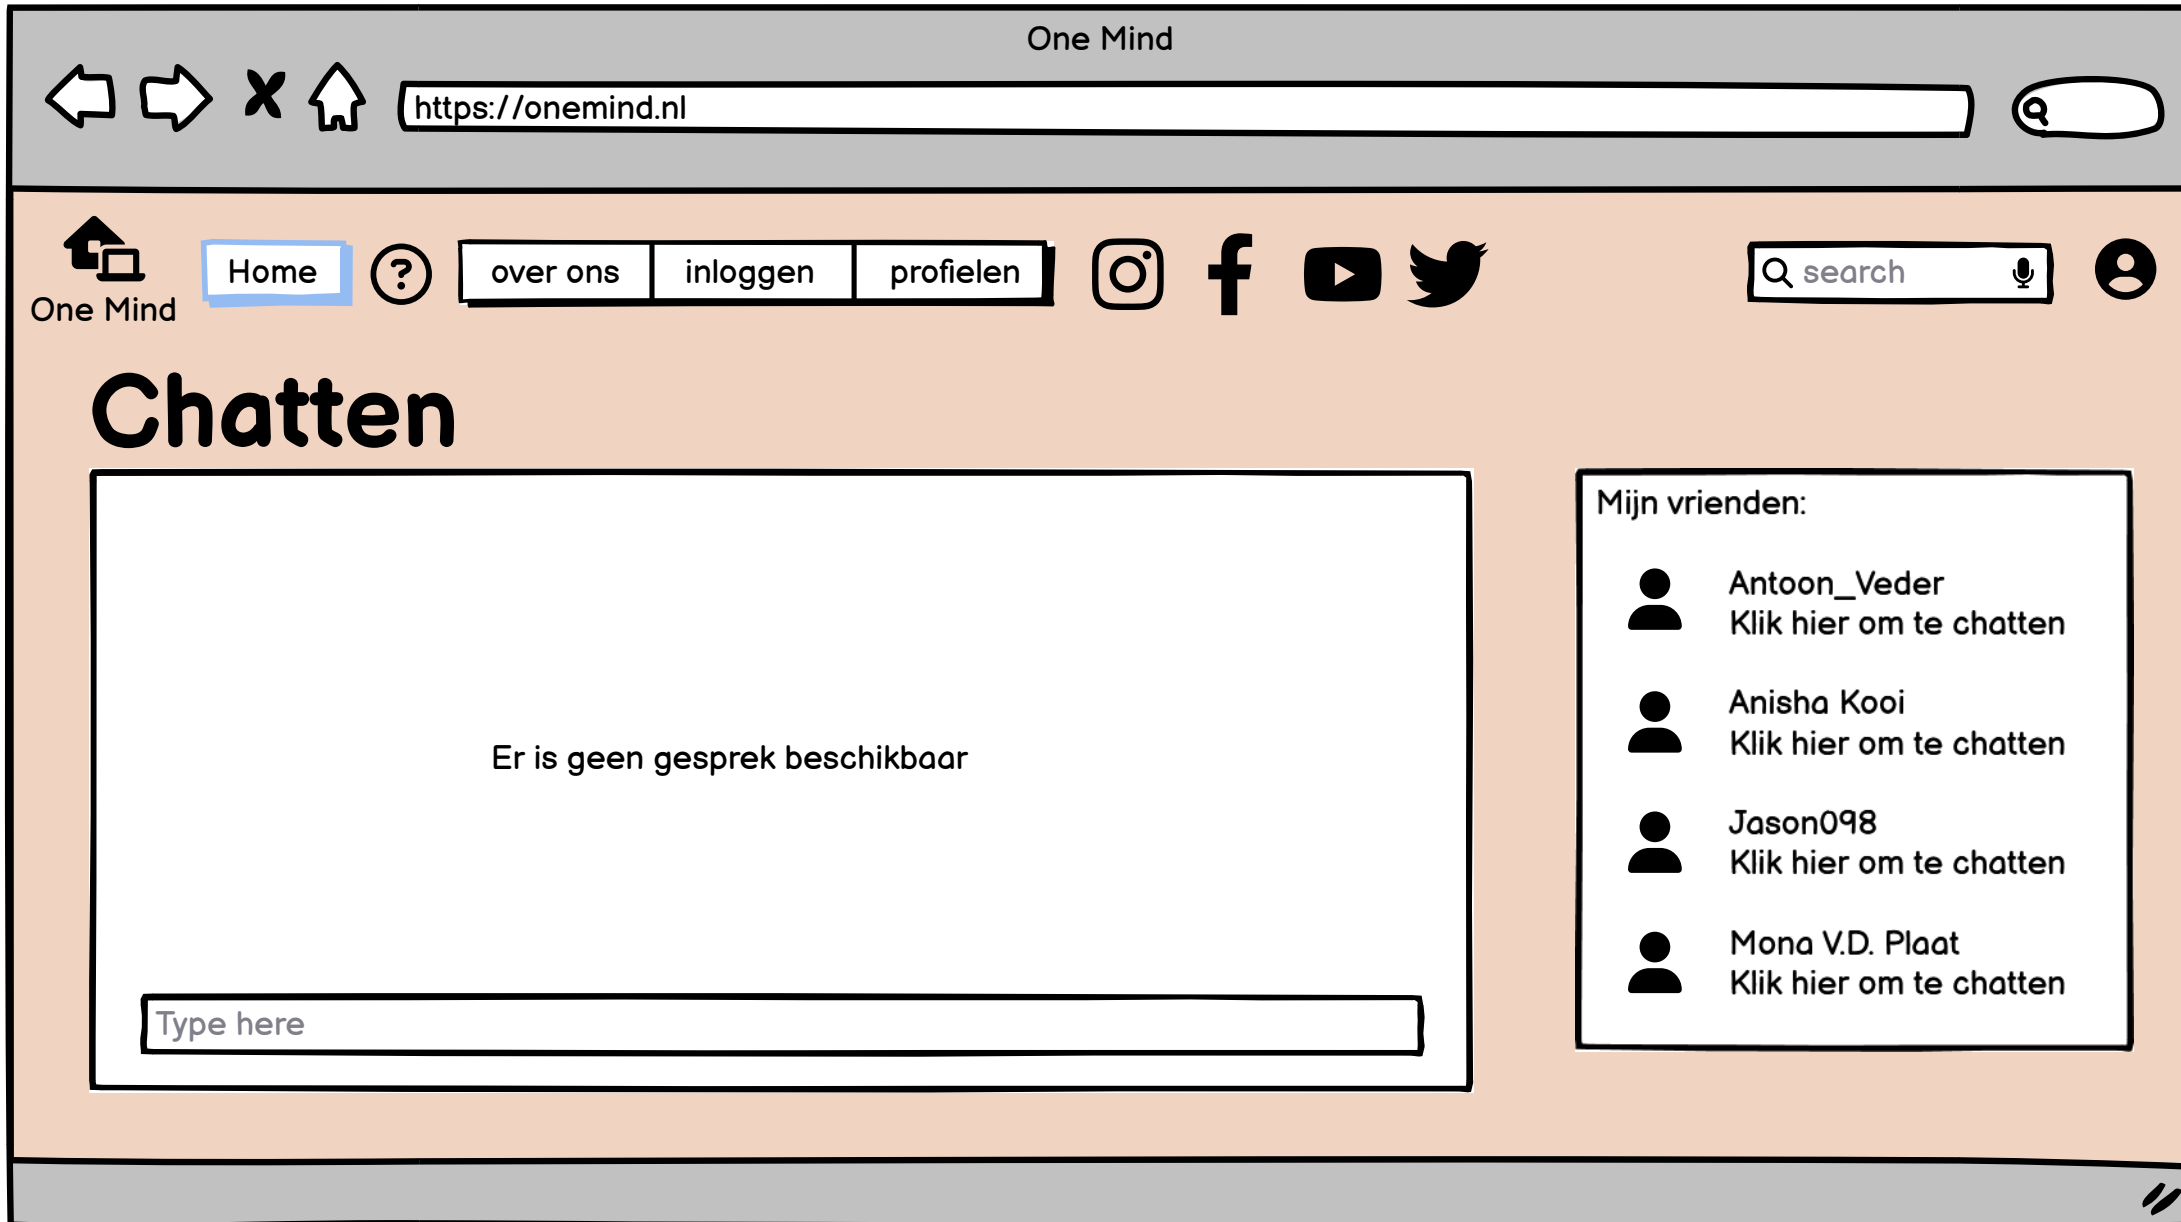 One Mind
https://onemind.nl
One Mind
Home
?
over ons
inloggen
profielen
search
Chatten
Er is geen gesprek beschikbaar
Type here
Mijn vrienden:
Antoon_Veder
Klik hier om te chatten
Anisha Kooi
Klik hier om te chatten
Jason098
Klik hier om te chatten
Mona V.D. Plaat
Klik hier om te chatten